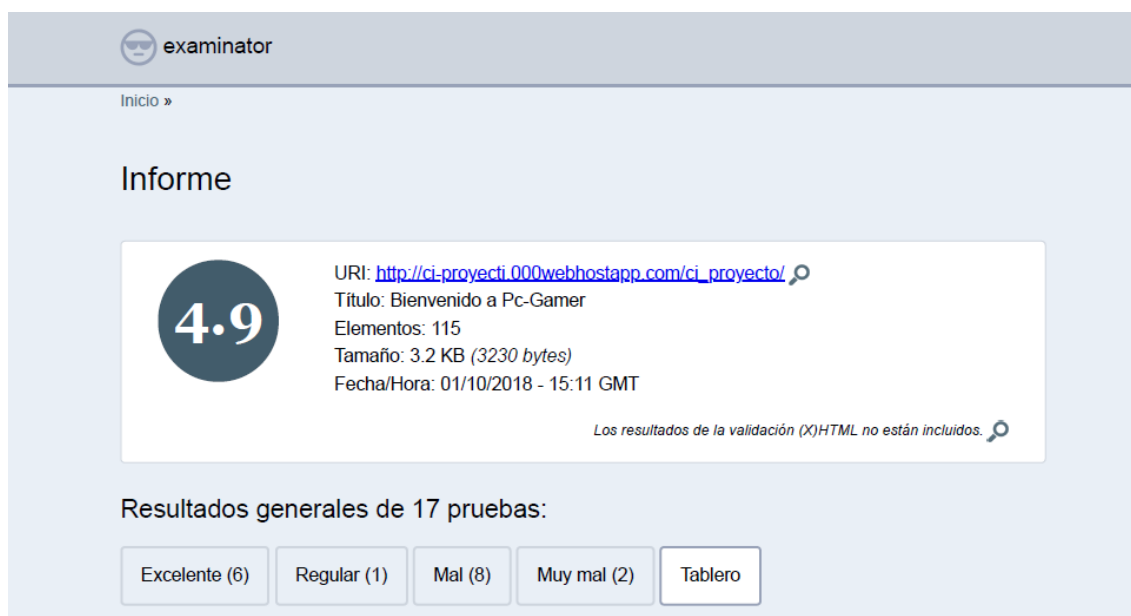 examinator
Inicio »
Informe
4.9
URI: http://ci-proyecti.000webhostapp.com/ci_proyecto/
Título: Bienvenido a Pc-Gamer
Elementos: 115
Tamaño: 3.2 KB (3230 bytes)
Fecha/Hora: 01/10/2018 - 15:11 GMT
Los resultados de la validación (X)HTML no están incluidos.
Resultados generales de 17 pruebas:
Excelente (6) Regular (1) Mal (8) Muy mal (2) Tablero